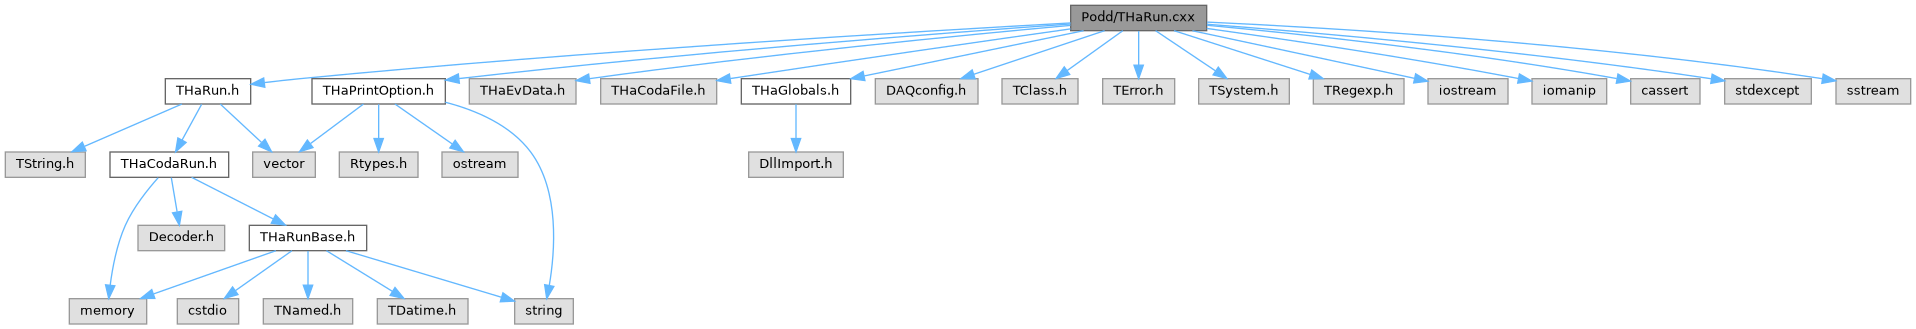 Podd/THaRun.cxx
THaRun.h
THaPrintOption.h
THaEvData.h
THaCodaFile.h
THaGlobals.h
DAQconfig.h
TClass.h
TError.h
TSystem.h
TRegexp.h
iostream
iomanip
cassert
stdexcept
sstream
TString.h
THaCodaRun.h
vector
Rtypes.h
ostream
DllImport.h
Decoder.h
THaRunBase.h
memory
cstdio
TNamed.h
TDatime.h
string